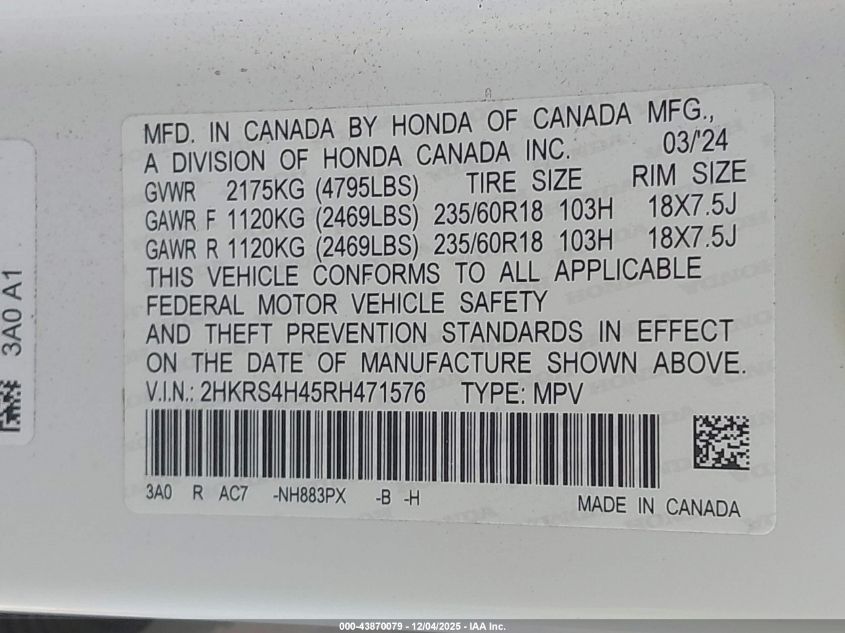 MFD. IN CANADA BY HONDA OF CANADA MFG.,
A DIVISION OF HONDA CANADA INC. 03/'24
GVWR 2175KG (4795LBS) TIRE SIZE RIM SIZE
GAWR F 1120KG (2469LBS) 235/60R18 103H 18X7.5J
GAWR R 1120KG (2469LBS) 235/60R18 103H 18X7.5J
THIS VEHICLE CONFORMS TO ALL APPLICABLE
FEDERAL MOTOR VEHICLE SAFETY
AND THEFT PREVENTION STANDARDS IN EFFECT
ON THE DATE OF MANUFACTURE SHOWN ABOVE.
V.I.N.: 2HKRS4H45RH471576 TYPE: MPV
3A0 R AC7 -NH883PX -B -H MADE IN CANADA
3A0 A1
000-43870079 - 12/04/2025 - IAA Inc.